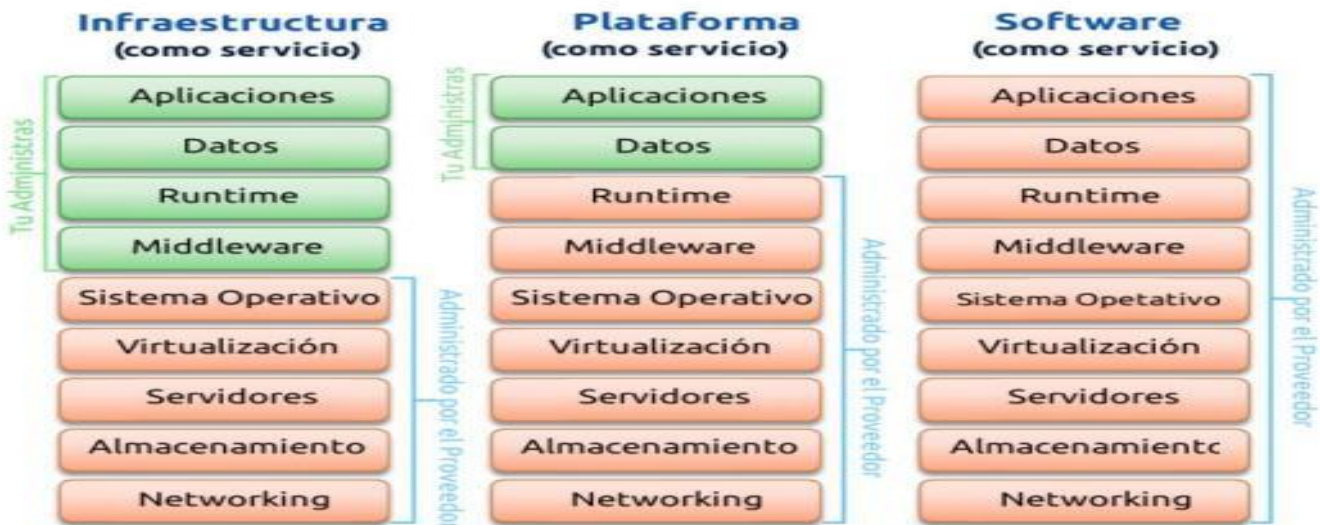 Infraestructura
(como servicio)
Tu Administras
Aplicaciones
Datos
Runtime
Middleware
Sistema Operativo
Virtualización
Servidores
Almacenamiento
Networking
Administrado por el Proveedor
Plataforma
(como servicio)
Tu Administras
Aplicaciones
Datos
Runtime
Middleware
Sistema Operativo
Virtualización
Servidores
Almacenamiento
Networking
Administrado por el Proveedor
Software
(como servicio)
Aplicaciones
Datos
Runtime
Middleware
Sistema Opetativo
Virtualización
Servidores
Almacenamiento
Networking
Administrado por el Proveedor